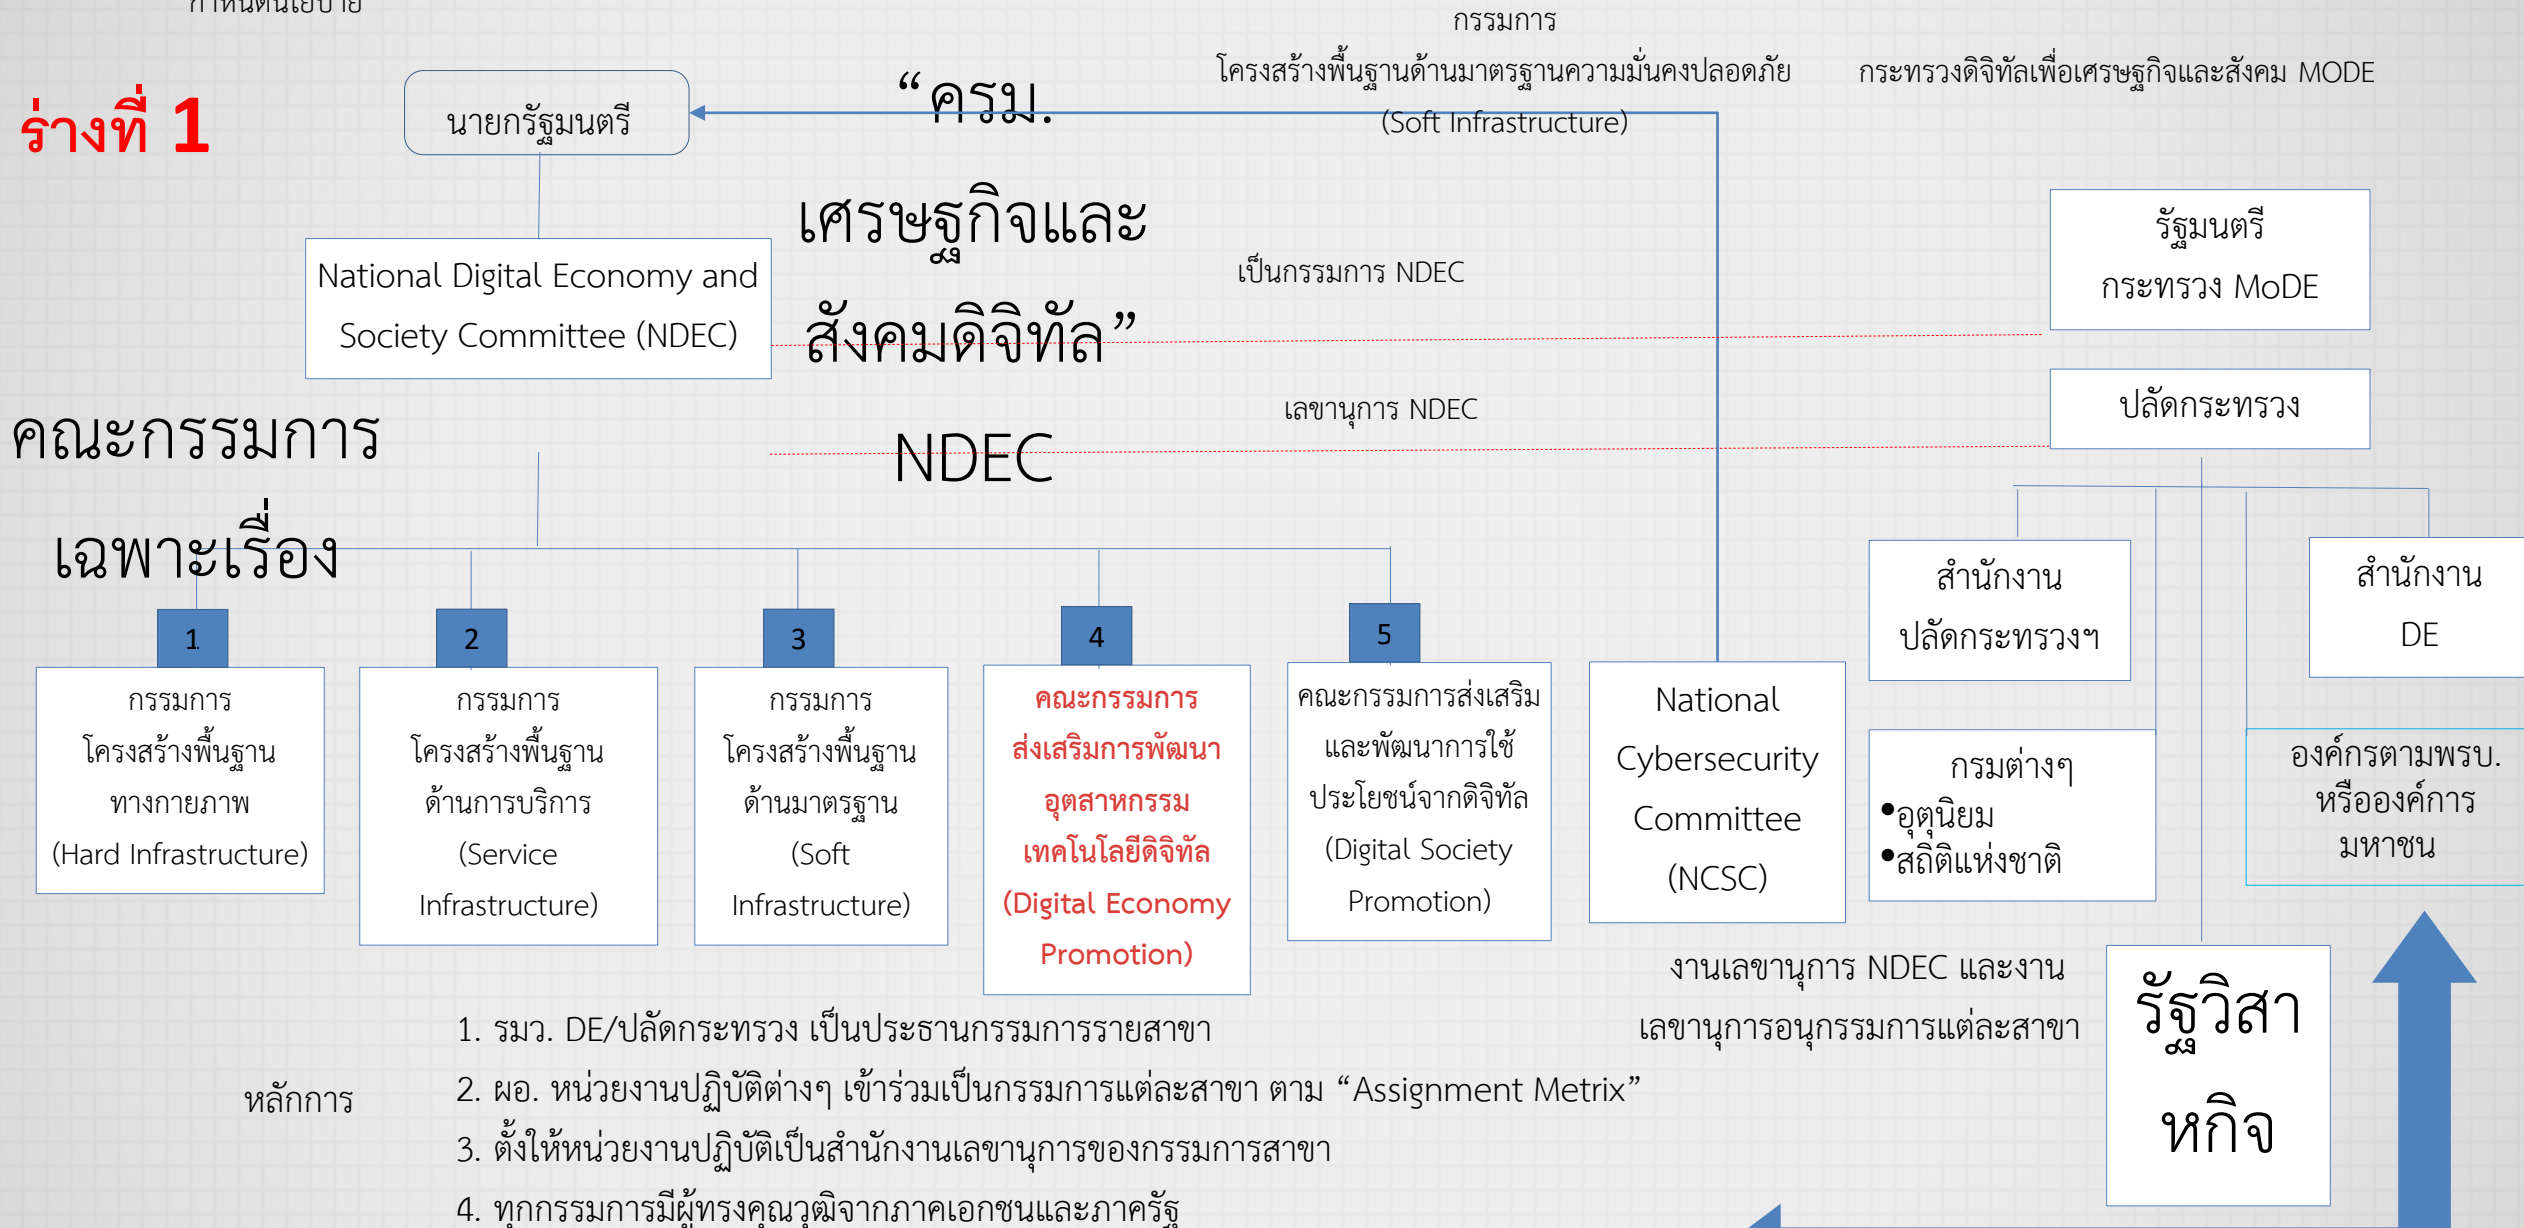 กำหนดนโยบาย
กรรมการ
โครงสร้างพื้นฐานด้านมาตรฐานความมั่นคงปลอดภัย
(Soft Infrastructure)
กระทรวงดิจิทัลเพื่อเศรษฐกิจและสังคม MODE
ร่างที่ 1
นายกรัฐมนตรี
“ครม.
เศรษฐกิจและ
สังคมดิจิทัล”
NDEC
National Digital Economy and
Society Committee (NDEC)
เป็นกรรมการ NDEC
เลขานุการ NDEC
รัฐมนตรี
กระทรวง MoDE
ปลัดกระทรวง
คณะกรรมการ
เฉพาะเรื่อง
1
กรรมการ
โครงสร้างพื้นฐาน
ทางกายภาพ
(Hard Infrastructure)
2
กรรมการ
โครงสร้างพื้นฐาน
ด้านการบริการ
(Service
Infrastructure)
3
กรรมการ
โครงสร้างพื้นฐาน
ด้านมาตรฐาน
(Soft
Infrastructure)
4
คณะกรรมการ
ส่งเสริมการพัฒนา
อุตสาหกรรม
เทคโนโลยีดิจิทัล
(Digital Economy
Promotion)
5
คณะกรรมการส่งเสริม
และพัฒนาการใช้
ประโยชน์จากดิจิทัล
(Digital Society
Promotion)
National
Cybersecurity
Committee
(NCSC)
สำนักงาน
ปลัดกระทรวงฯ
สำนักงาน
DE
กรมต่างๆ
•อุตุนิยม
•สถิติแห่งชาติ
องค์กรตามพรบ.
หรือองค์การ
มหาชน
งานเลขานุการ NDEC และงาน
เลขานุการอนุกรรมการแต่ละสาขา
รัฐวิสา
หกิจ
หลักการ
1. รมว. DE/ปลัดกระทรวง เป็นประธานกรรมการรายสาขา
2. ผอ. หน่วยงานปฏิบัติต่างๆ เข้าร่วมเป็นกรรมการแต่ละสาขา ตาม “Assignment Metrix”
3. ตั้งให้หน่วยงานปฏิบัติเป็นสำนักงานเลขานุการของกรรมการสาขา
4. ทุกกรรมการมีผู้ทรงคุณวุฒิจากภาคเอกชนและภาครัฐ